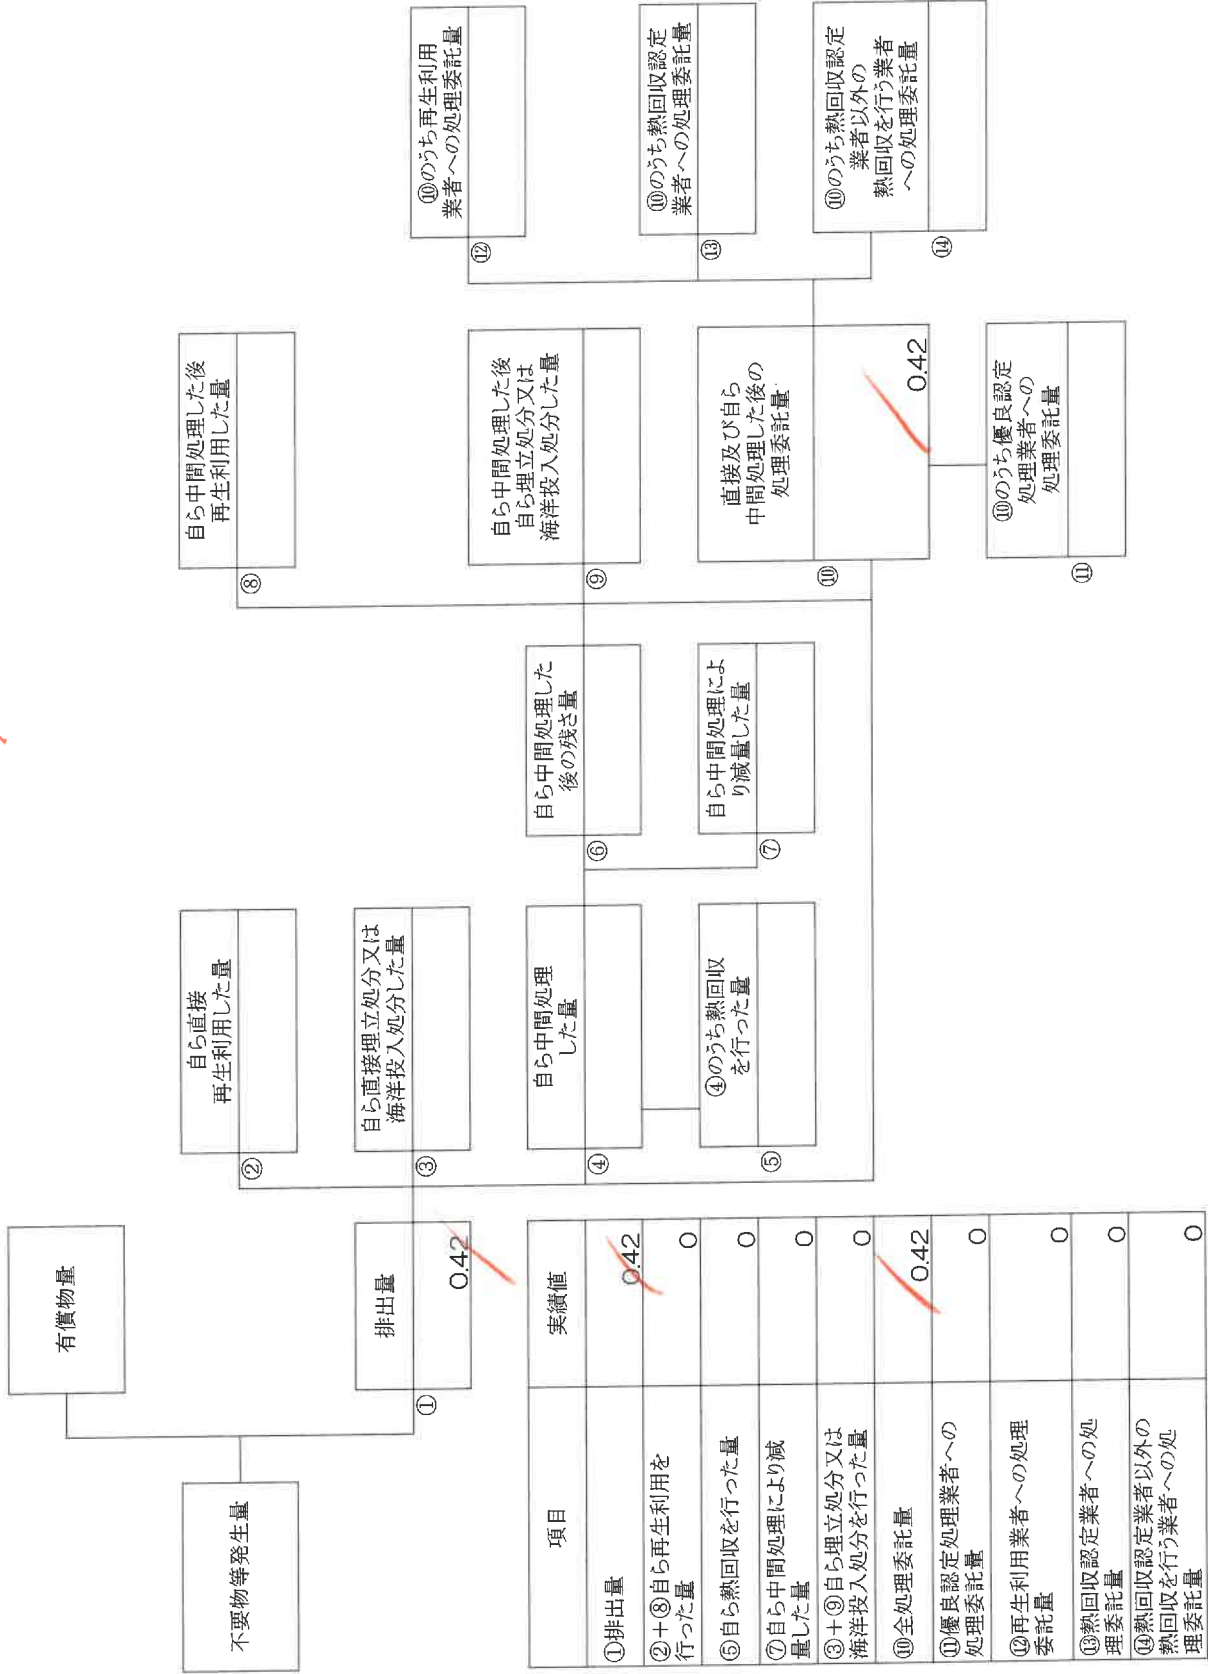 不要物等発生量
有償物量
排出量
①
0.42
自ら直接
再生利用した量
②
自ら直接埋立処分又は
海洋投入処分した量
③
自ら中間処理
した量
④
④のうち熱回収
を行った量
⑤
自ら中間処理した
後の残さ量
⑥
自ら中間処理によ
り減量した量
⑦
自ら中間処理した後
再生利用した量
⑧
自ら中間処理した後
自ら埋立処分又は
海洋投入処分した量
⑨
直接及び自ら
中間処理した後の
処理委託量
⑩
0.42
⑩のうち優良認定
処理業者への
処理委託量
⑪
⑩のうち再生利用
業者への処理委託量
⑫
⑩のうち熱回収認定
業者への処理委託量
⑬
⑩のうち熱回収認定
業者以外の
熱回収を行う業者
への処理委託量
⑭
項目 実績値
①排出量 0.42
②+⑧自ら再生利用を
行った量 0
⑤自ら熱回収を行った量 0
⑦自ら中間処理により減
量した量 0
③+⑨自ら埋立処分又は
海洋投入処分を行った量 0
⑩全処理委託量 0.42
⑪優良認定処理業者への
処理委託量 0
⑫再生利用業者への処理
委託量 0
⑬熱回収認定業者への処
理委託量 0
⑭熱回収認定業者以外の
熱回収を行う業者への処
理委託量 0